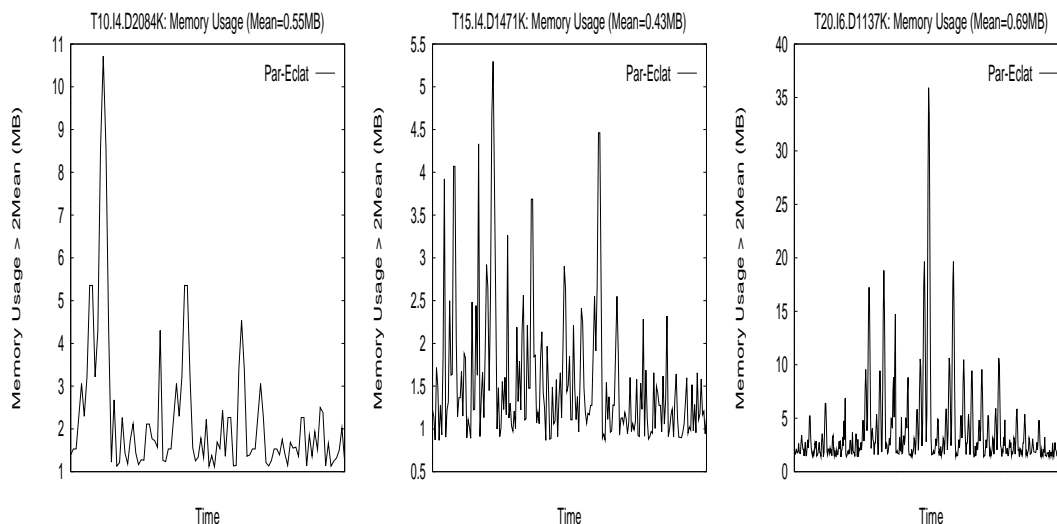 T10.I4.D2084K: Memory Usage (Mean=0.55MB)
Memory Usage > 2Mean (MB)
11
10
9
8
7
6
5
4
3
2
1
Par-Eclat
Time
T15.I4.D1471K: Memory Usage (Mean=0.43MB)
Memory Usage > 2Mean (MB)
5.5
5
4.5
4
3.5
3
2.5
2
1.5
1
0.5
Par-Eclat
Time
T20.I6.D1137K: Memory Usage (Mean=0.69MB)
Memory Usage > 2Mean (MB)
40
35
30
25
20
15
10
5
0
Par-Eclat
Time